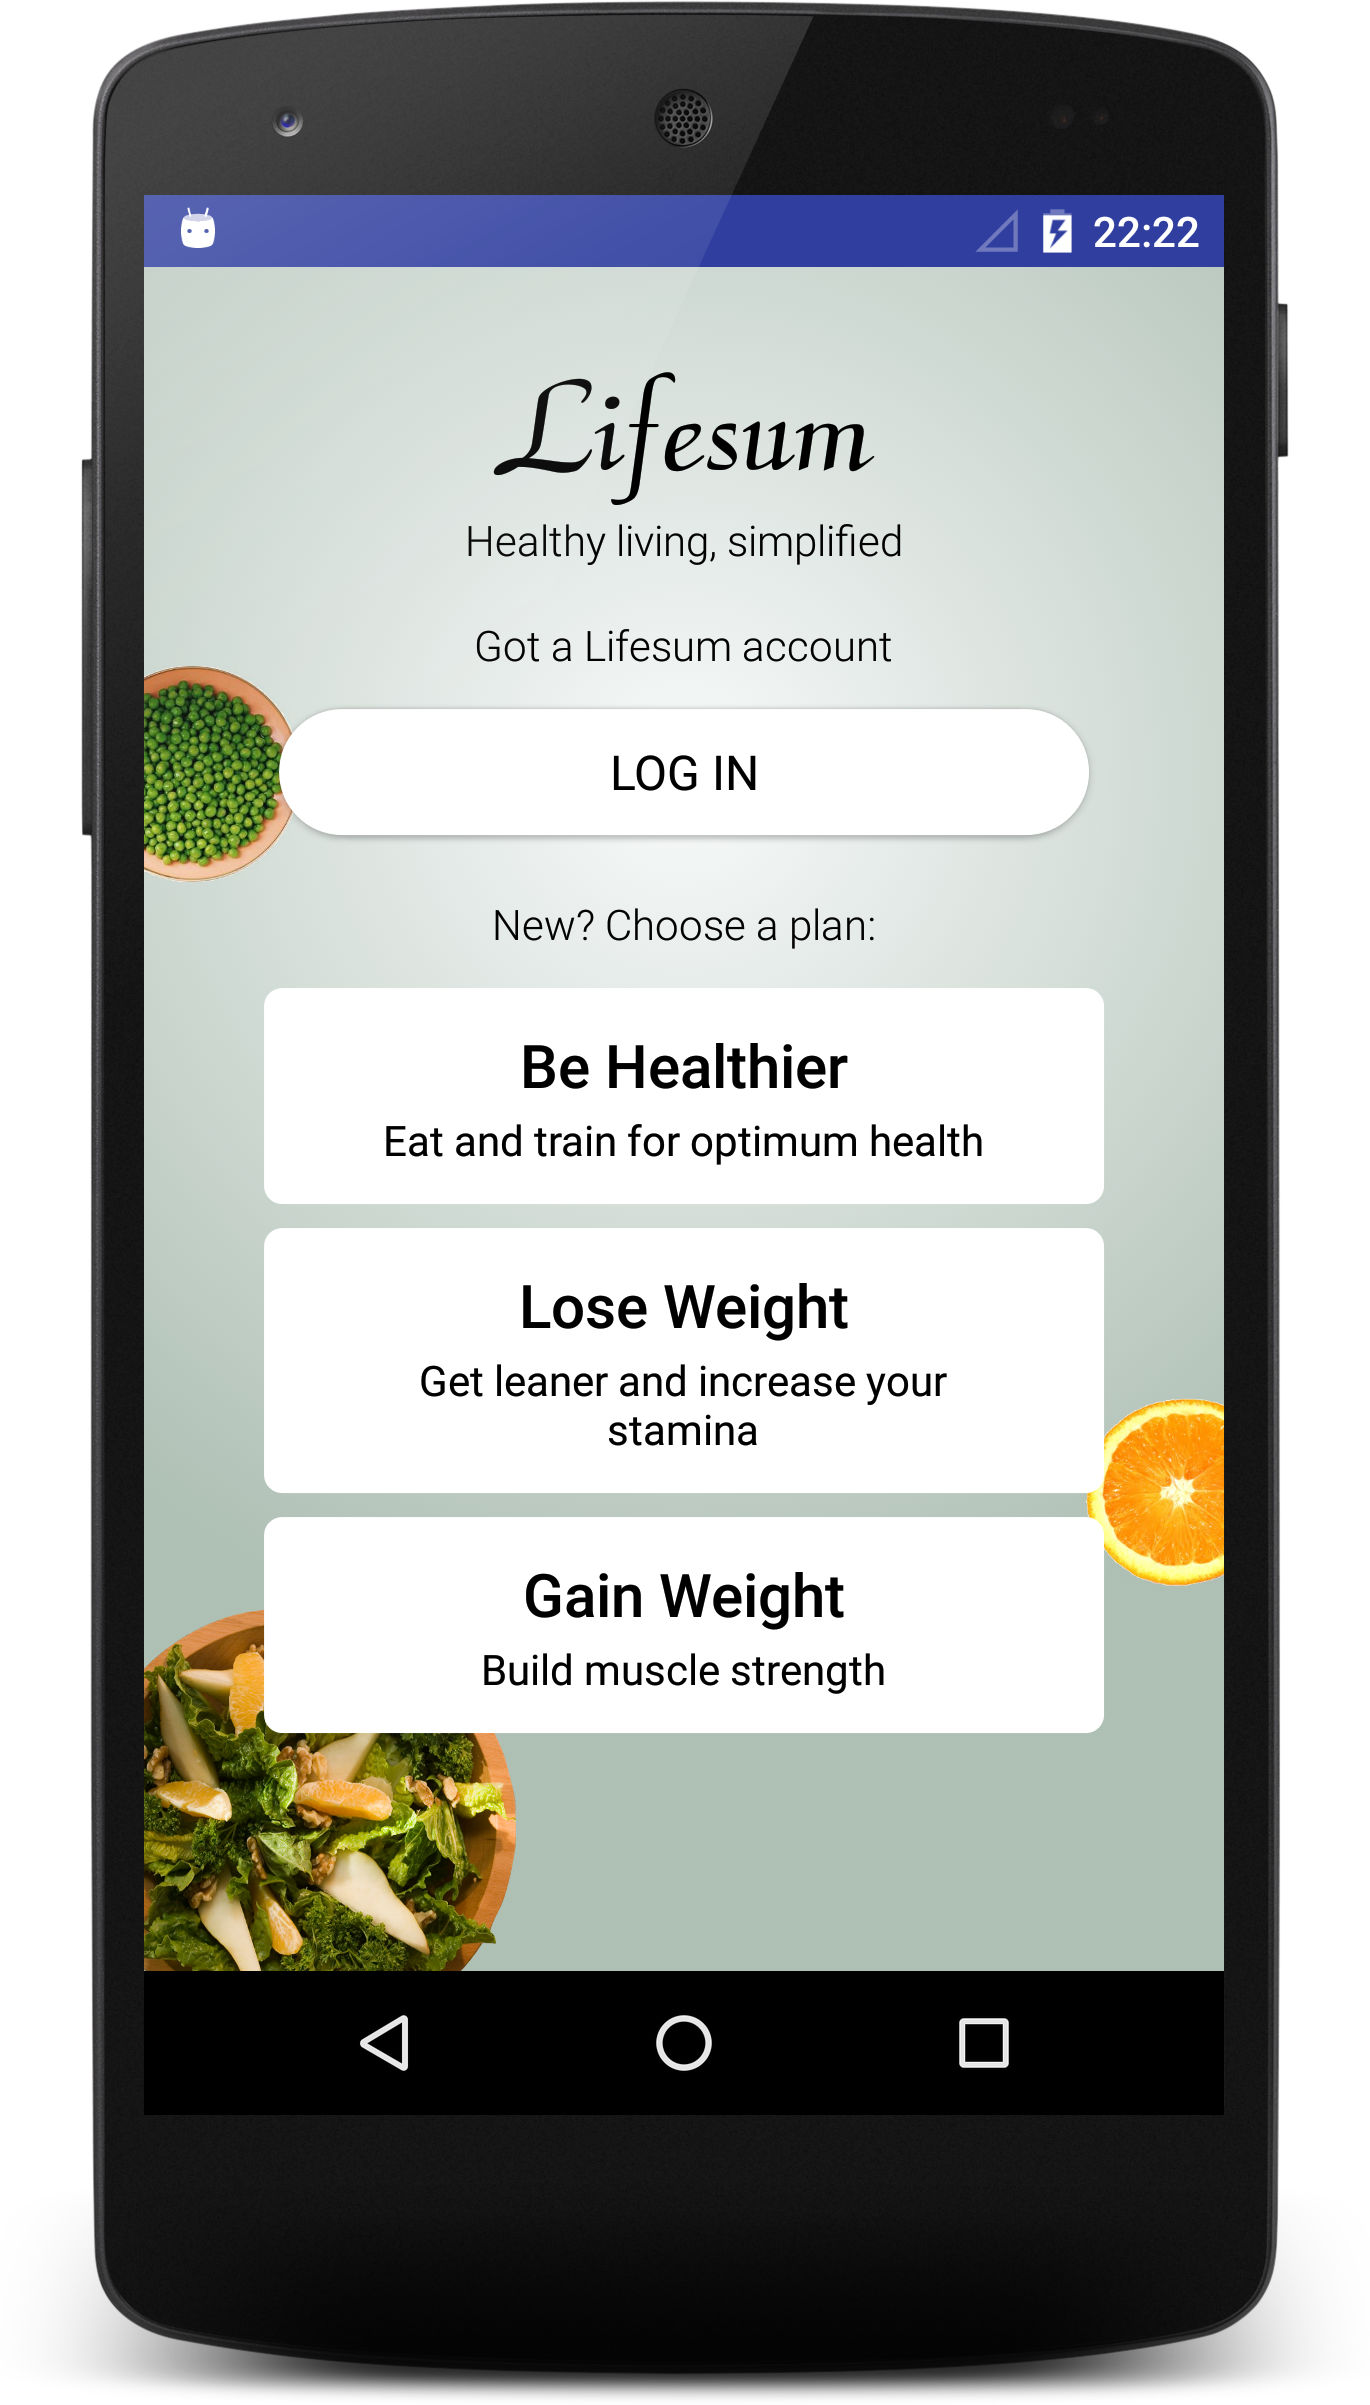 22:22
Lifesum
Healthy living, simplified
Got a Lifesum account
LOG IN
New? Choose a plan:
Be Healthier
Eat and train for optimum health
Lose Weight
Get leaner and increase your
stamina
Gain Weight
Build muscle strength